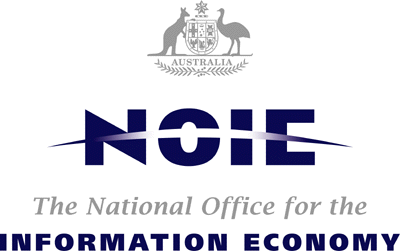 AUSTRALIA
NOIE
The National Office for the
INFORMATION ECONOMY